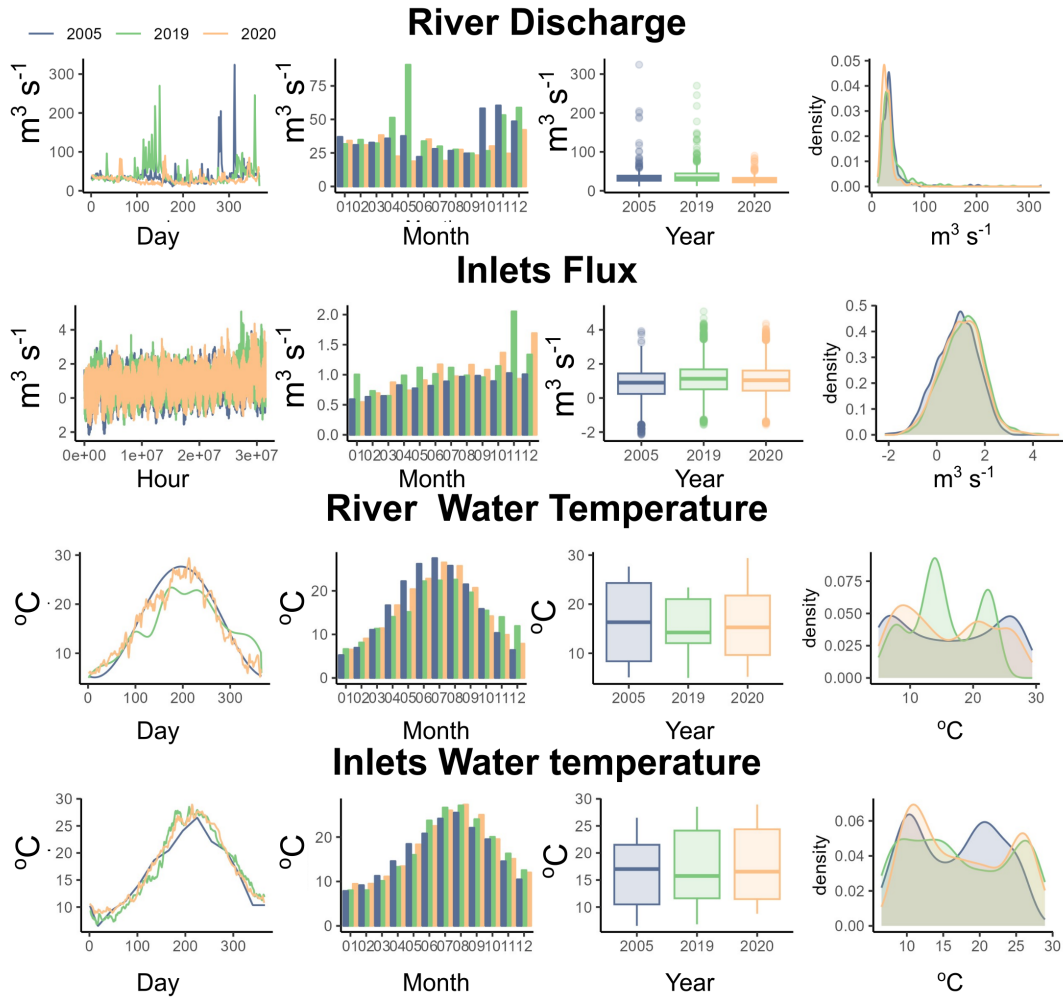 River Discharge
2005 2019 2020
m³ s⁻¹
300
200
100
0
0 100 300
Day
m³ s⁻¹
75
50
25
0
010203040506070809101112
Month
m³ s⁻¹
300
200
100
0
2005 2019 2020
Year
density
0.05
0.04
0.03
0.02
0.01
0.00
0 100 200 300
m³ s⁻¹
Inlets Flux
m³ s⁻¹
4
2
0
2
0e+00 1e+07 2e+07 3e+07
Hour
m³ s⁻¹
2.0
1.5
1.0
0.5
0.0
010203040506070809101112
Month
m³ s⁻¹
4
2
0
-2
2005 2019 2020
Year
density
0.5
0.4
0.3
0.2
0.1
0.0
-2 0 2 4
m³ s⁻¹
River Water Temperature
ºC
30
20
10
0 100 200 300
Day
ºC
20
10
0
010203040506070809101112
Month
ºC
30
20
10
2005 2019 2020
Year
density
0.075
0.050
0.025
0.000
10 20 30
ºC
Inlets Water temperature
ºC
30
25
20
15
10
0 100 200 300
Day
ºC
20
10
0
010203040506070809101112
Month
ºC
30
25
20
15
10
2005 2019 2020
Year
density
0.06
0.04
0.02
0.00
10 15 20 25 30
ºC